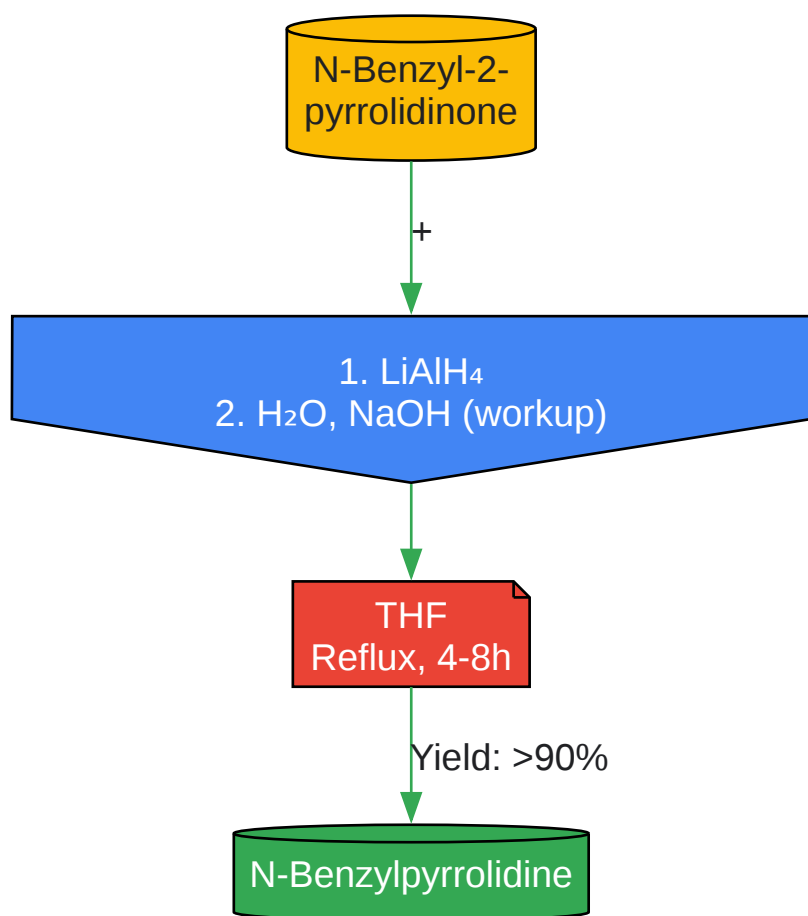 N-Benzyl-2-
pyrrolidinone
+
1. LiAlH₄
2. H₂O, NaOH (workup)
THF
Reflux, 4-8h
Yield: >90%
N-Benzylpyrrolidine